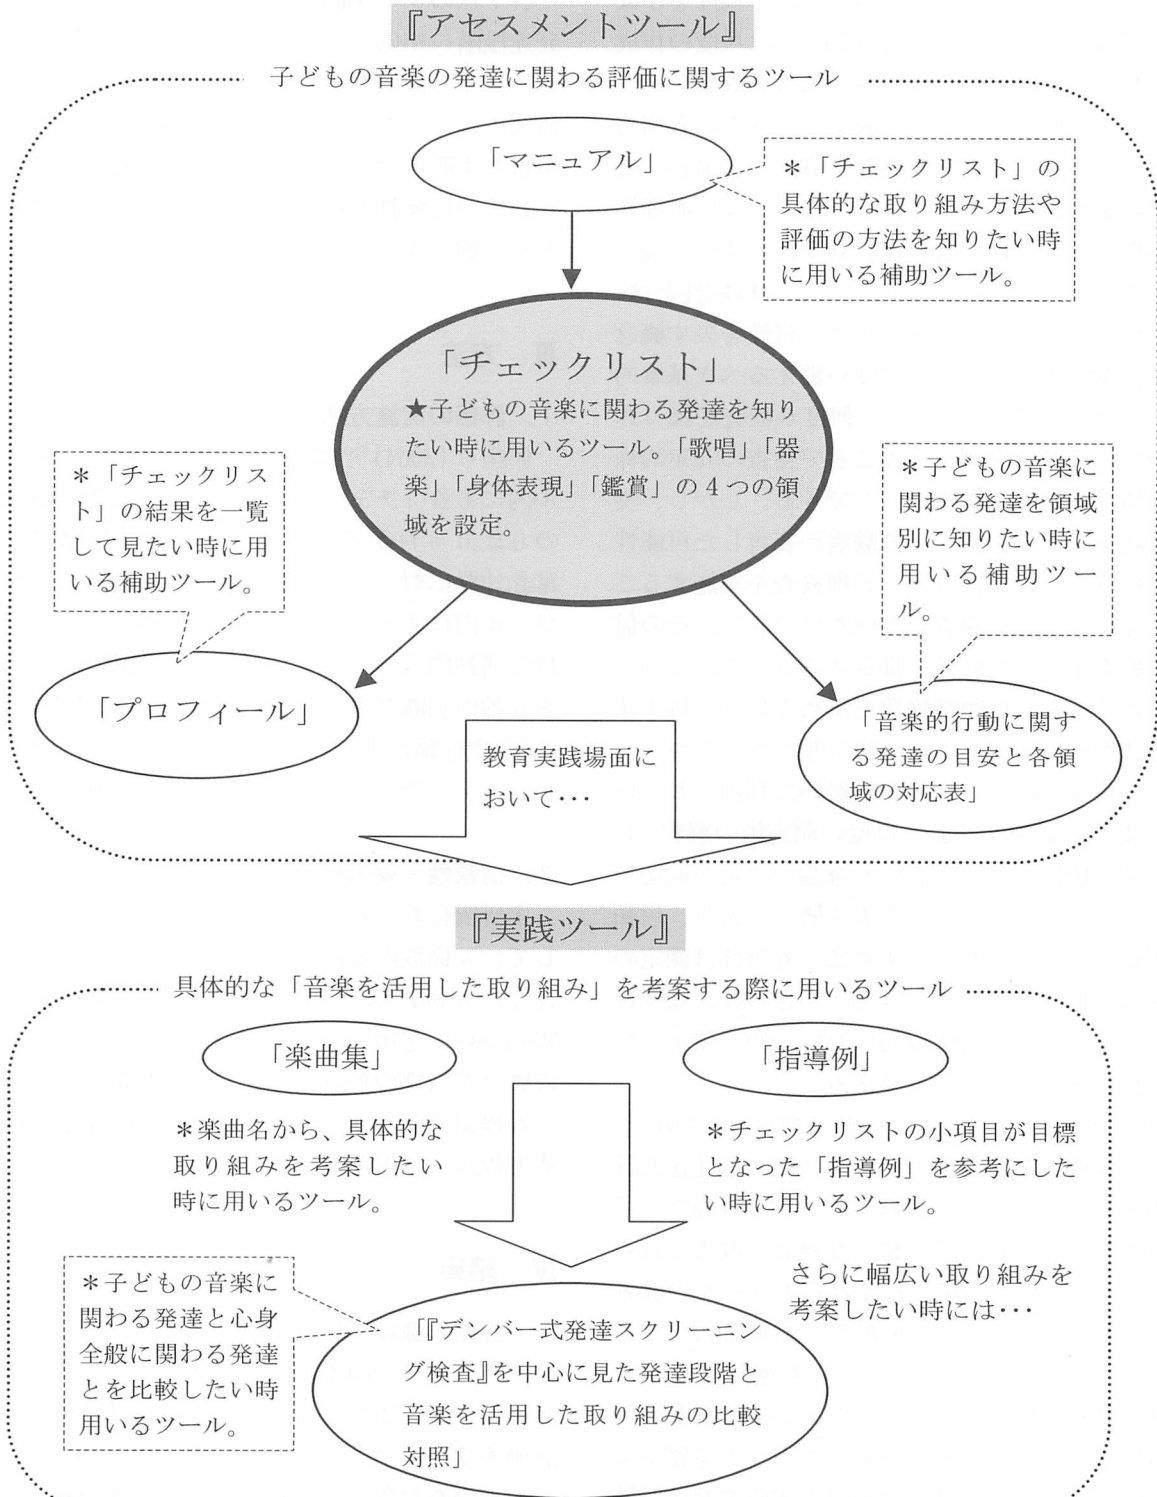 『アセスメントツール』
子どもの音楽の発達に関わる評価に関するツール
「マニュアル」
＊「チェックリスト」の
具体的な取り組み方法や
評価の方法を知りたい時
に用いる補助ツール。
「チェックリスト」
★子どもの音楽に関わる発達を知り
たい時に用いるツール。「歌唱」「器
楽」「身体表現」「鑑賞」の４つの領
域を設定。
＊「チェックリス
ト」の結果を一覧
して見たい時に用
いる補助ツール。
＊子どもの音楽に
関わる発達を領域
別に知りたい時に
用いる補助ツー
ル。
「プロフィール」
「音楽的行動に関す
る発達の目安と各領
域の対応表」
教育実践場面に
おいて･･･
『実践ツール』
具体的な「音楽を活用した取り組み」を考案する際に用いるツール
「楽曲集」
「指導例」
＊楽曲名から、具体的な
取り組みを考案したい
時に用いるツール。
＊チェックリストの小項目が目標
となった「指導例」を参考にした
い時に用いるツール。
さらに幅広い取り組みを
考案したい時には･･･
＊子どもの音楽に
関わる発達と心身
全般に関わる発達
とを比較したい時
用いるツール。
「『デンバー式発達スクリーニン
グ検査』を中心に見た発達段階と
音楽を活用した取り組みの比較
対照」